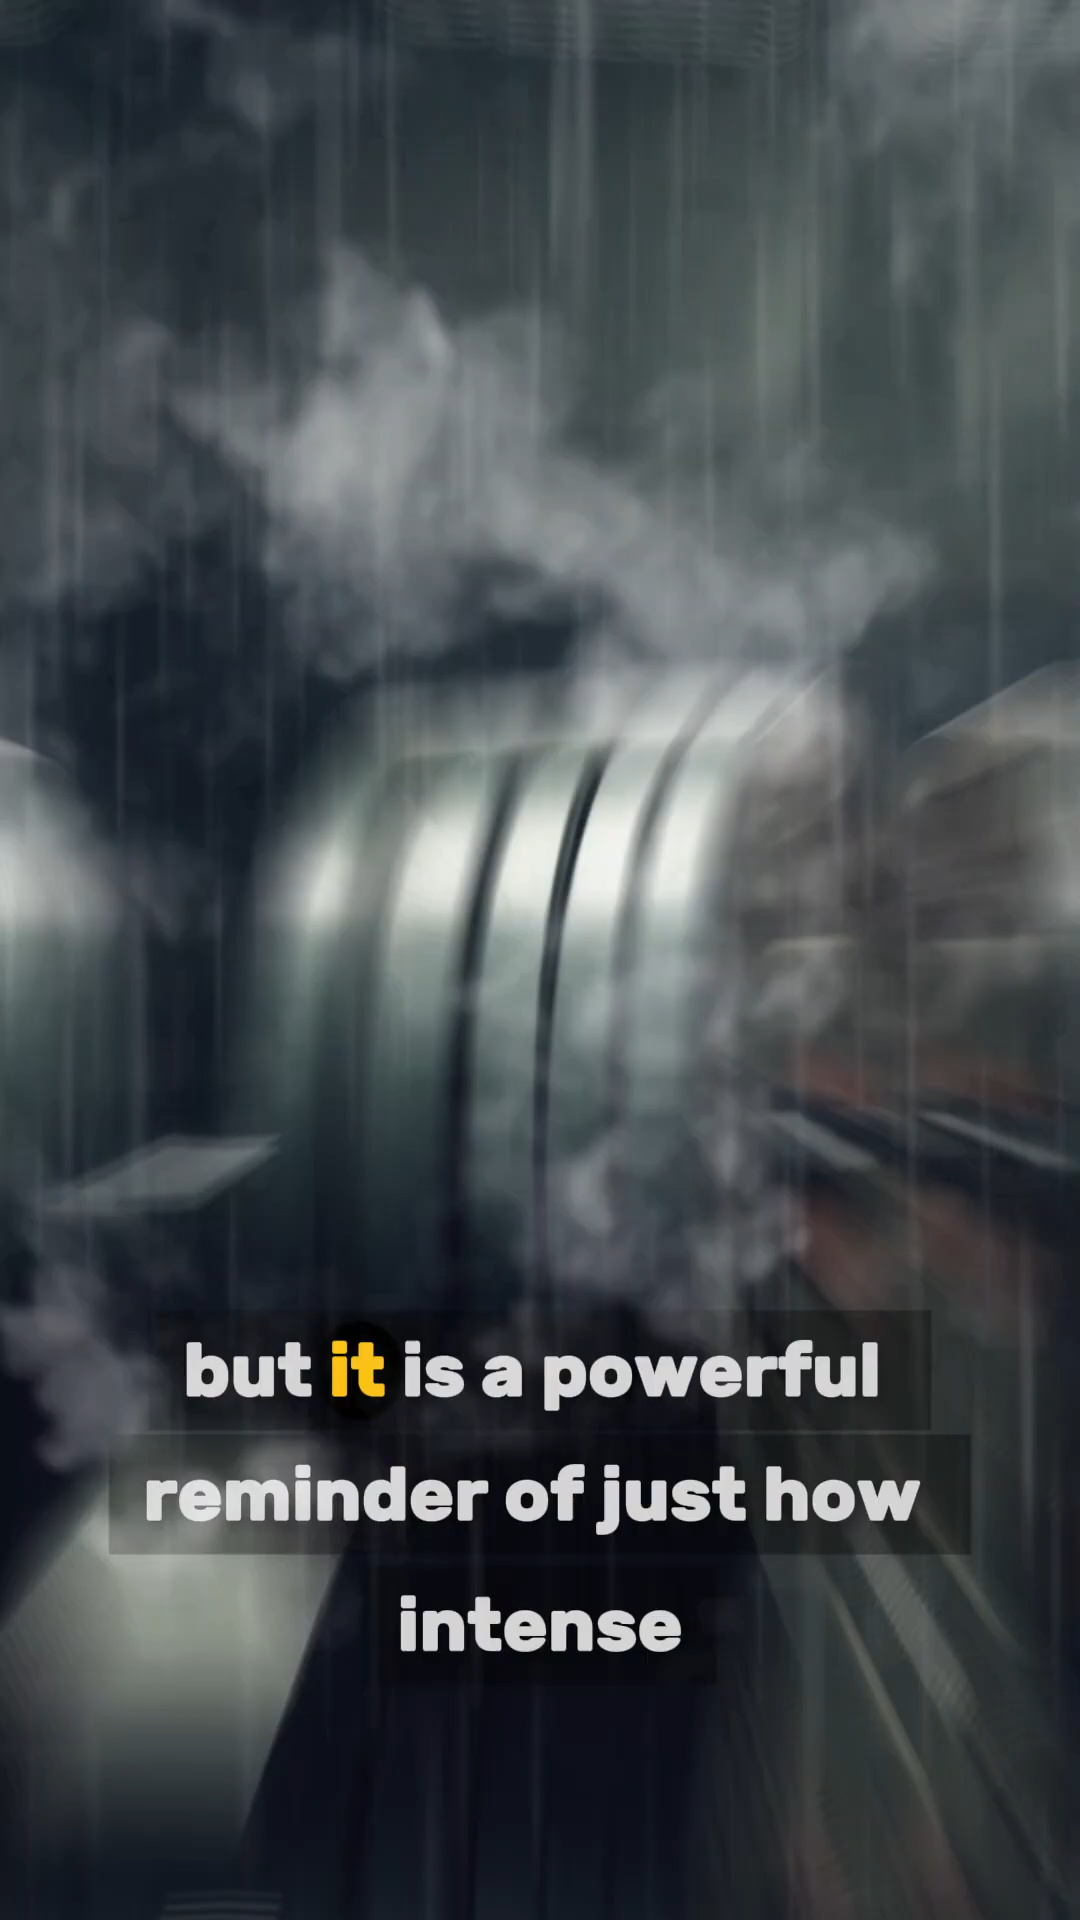 but it is a powerful
reminder of just how
intense